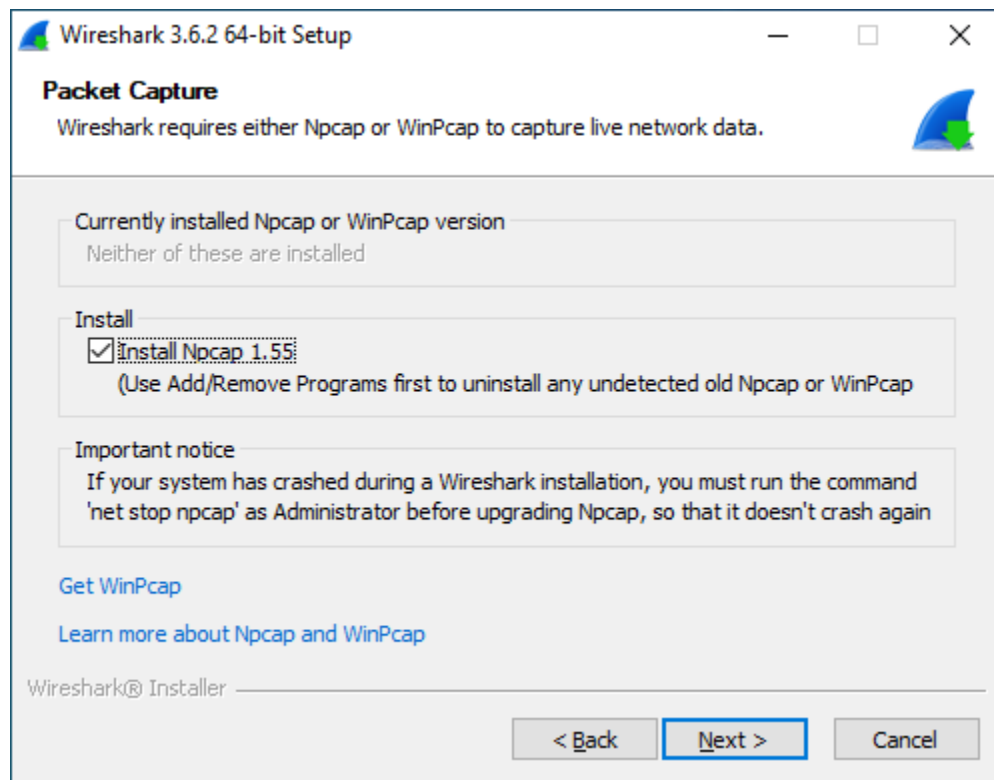 Wireshark 3.6.2 64-bit Setup
Packet Capture
Wireshark requires either Npcap or WinPcap to capture live network data.
Currently installed Npcap or WinPcap version
Neither of these are installed
Install
Install Npcap 1.55
(Use Add/Remove Programs first to uninstall any undetected old Npcap or WinPcap
Important notice
If your system has crashed during a Wireshark installation, you must run the command
'net stop npcap' as Administrator before upgrading Npcap, so that it doesn't crash again
Get WinPcap
Learn more about Npcap and WinPcap
Wireshark® Installer
< Back
Next >
Cancel